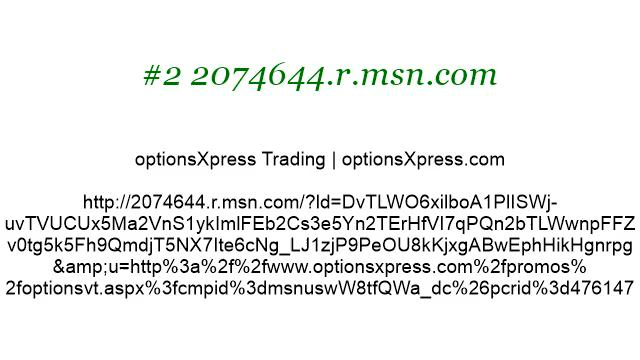 #2 2074644.r.msn.com
optionsXpress Trading | optionsXpress.com
http://2074644.r.msn.com/?ld=DvTLWO6xilboA1PlISWj-
uvTVUCUx5Ma2VnS1ykImlFEb2Cs3e5Yn2TErHfVI7qPQn2bTLWwnpFFZ
v0tg5k5Fh9QmdjT5NX7Ite6cNg_LJ1zjP9PeOU8kKjxgABwEphHikHgnrpg
&amp;u=http%3a%2f%2fwww.optionsxpress.com%2fpromos%
2foptionsvt.aspx%3fcmpid%3dmsnuswW8tfQWa_dc%26pcrid%3d476147